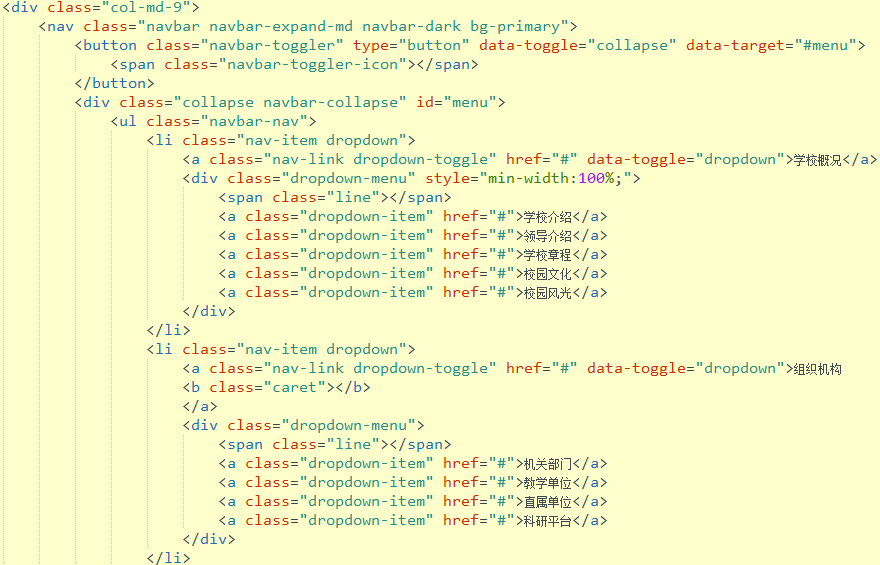 <div class="col-md-9">
<nav class="navbar navbar-expand-md navbar-dark bg-primary">
<button class="navbar-toggler" type="button" data-toggle="collapse" data-target="#menu">
<span class="navbar-toggler-icon"></span>
</button>
<div class="collapse navbar-collapse" id="menu">
<ul class="navbar-nav">
<li class="nav-item dropdown">
<a class="nav-link dropdown-toggle" href="#" data-toggle="dropdown">学校概况</a>
<div class="dropdown-menu" style="min-width:100%;">
<span class="line"></span>
<a class="dropdown-item" href="#">学校介绍</a>
<a class="dropdown-item" href="#">领导介绍</a>
<a class="dropdown-item" href="#">学校章程</a>
<a class="dropdown-item" href="#">校园文化</a>
<a class="dropdown-item" href="#">校园风光</a>
</div>
</li>
<li class="nav-item dropdown">
<a class="nav-link dropdown-toggle" href="#" data-toggle="dropdown">组织机构
<b class="caret"></b>
</a>
<div class="dropdown-menu">
<span class="line"></span>
<a class="dropdown-item" href="#">机关部门</a>
<a class="dropdown-item" href="#">教学单位</a>
<a class="dropdown-item" href="#">直属单位</a>
<a class="dropdown-item" href="#">科研平台</a>
</div>
</li>